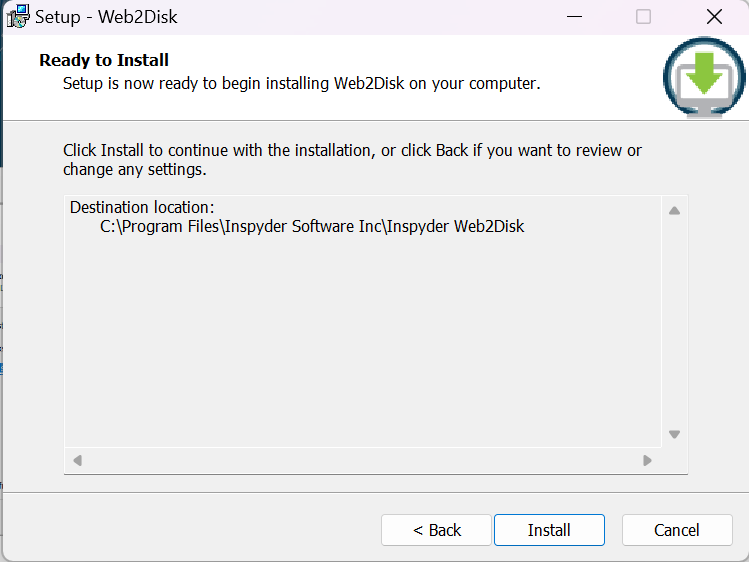 Setup - Web2Disk
Ready to Install
Setup is now ready to begin installing Web2Disk on your computer.
Click Install to continue with the installation, or click Back if you want to review or
change any settings.
Destination location:
C:\Program Files\Inspyder Software Inc\Inspyder Web2Disk
< Back
Install
Cancel